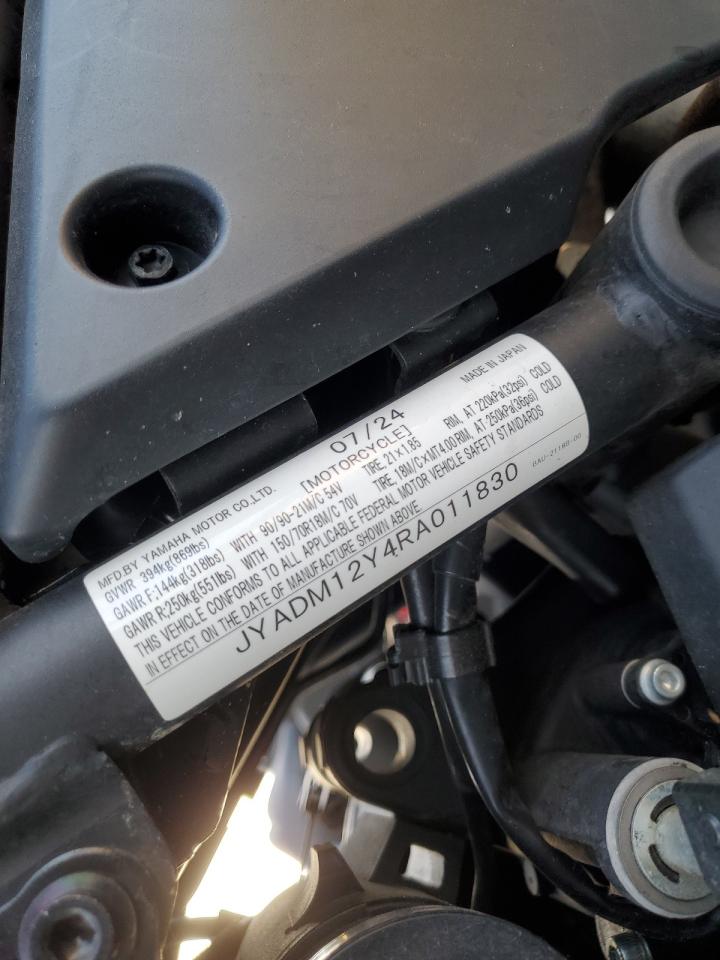 MFD.BY YAMAHA MOTOR CO.,LTD. 07/24 MADE IN JAPAN
GVWR 394kg(869lbs) [MOTORCYCLE]
GAWR F:144kg(318lbs) WITH 90/90-21M/C 54V TIRE, 21×1.85 RIM, AT 220kPa(32psi) COLD
GAWR R:250kg(551lbs) WITH 150/70R18M/C 70V TIRE, 18M/C×MT4.00 RIM, AT 250kPa(36psi) COLD
THIS VEHICLE CONFORMS TO ALL APPLICABLE FEDERAL MOTOR VEHICLE SAFETY STANDARDS
IN EFFECT ON THE DATE OF MANUFACTURE SHOWN ABOVE.
JYADM12Y4RA011830